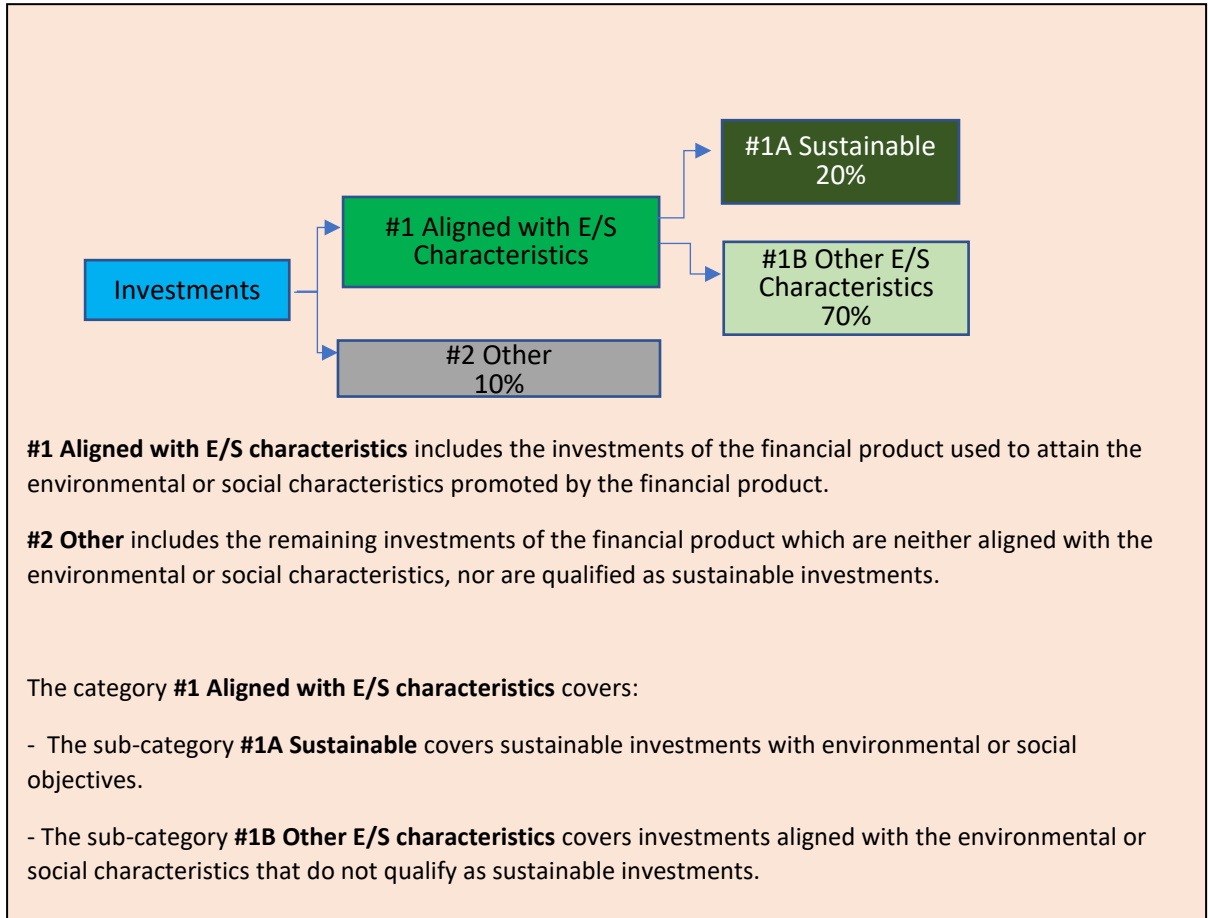 #1A Sustainable
20%
#1 Aligned with E/S
Characteristics
#1B Other E/S
Characteristics
70%
Investments
#2 Other
10%
#1 Aligned with E/S characteristics includes the investments of the financial product used to attain the
environmental or social characteristics promoted by the financial product.
#2 Other includes the remaining investments of the financial product which are neither aligned with the
environmental or social characteristics, nor are qualified as sustainable investments.
The category #1 Aligned with E/S characteristics covers:
- The sub-category #1A Sustainable covers sustainable investments with environmental or social
objectives.
- The sub-category #1B Other E/S characteristics covers investments aligned with the environmental or
social characteristics that do not qualify as sustainable investments.